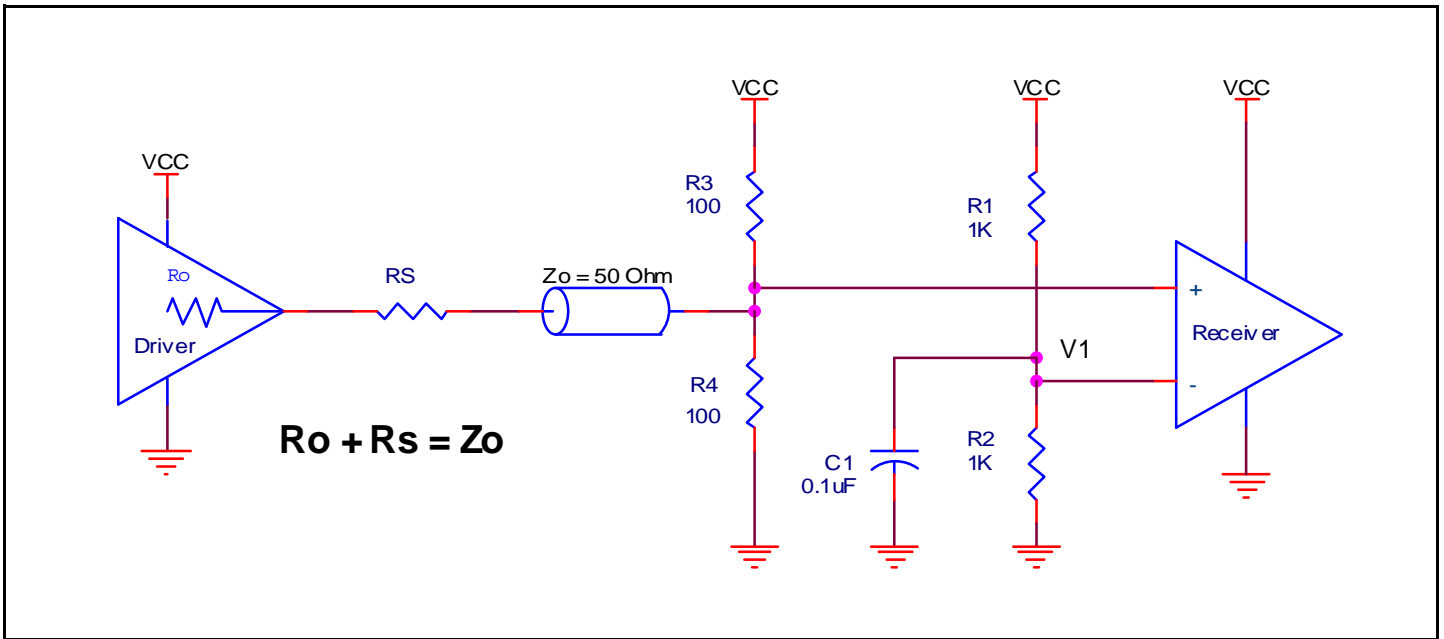 VCC
VCC
VCC
VCC
R3
100
R1
1K
Ro
RS
Zo = 50 Ohm
+
Driver
Receiver
V1
R4
100
-
Ro + Rs = Zo
R2
1K
C1
0.1uF